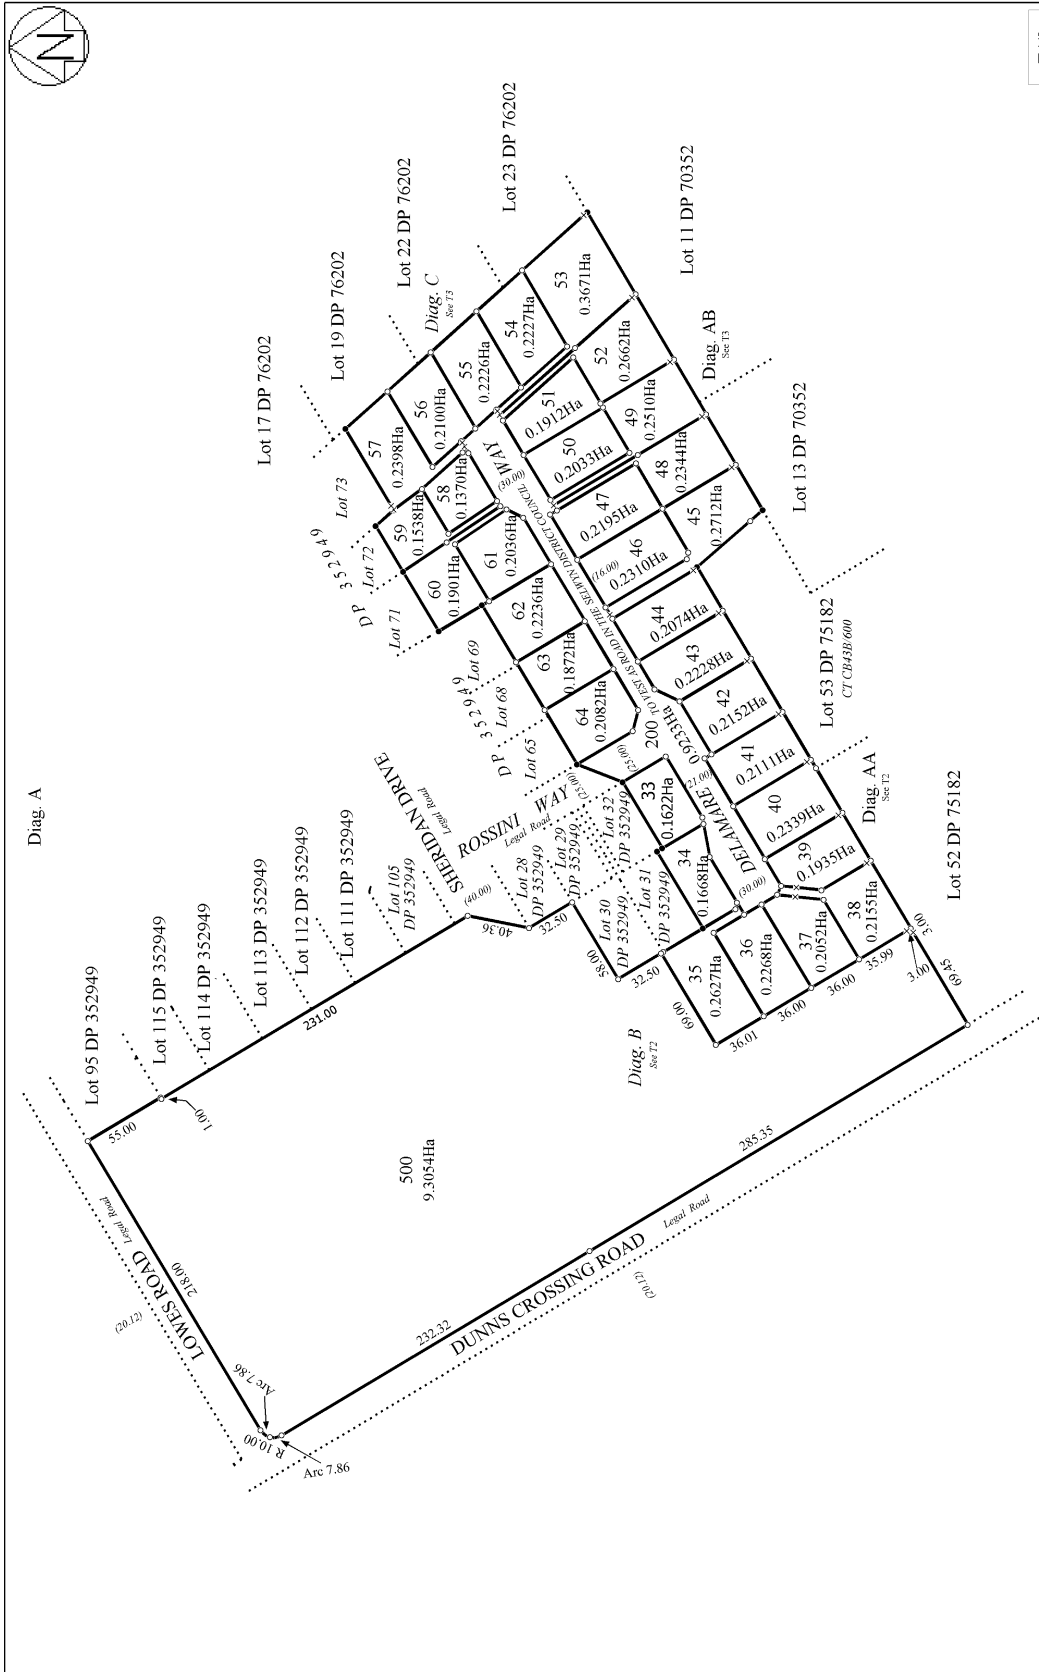 N
Diag. A
Lot 23 DP 76202
Lot 22 DP 76202
Lot 19 DP 76202
Lot 17 DP 76202
Diag. C
See T3
Lot 11 DP 70352
Diag. AB
See T3
Lot 13 DP 70352
Lot 53 DP 75182
CT CB43B/600
Diag. AA
See T2
Lot 52 DP 75182
Lot 73
Lot 72
DP 352949
Lot 71
Lot 69
Lot 68
DP 352949
Lot 65
53
0.3671Ha
54
0.2227Ha
55
0.2226Ha
56
0.2100Ha
57
0.2398Ha
58
0.1370Ha
59
0.1538Ha
60
0.1901Ha
61
0.2036Ha
62
0.2236Ha
63
0.1872Ha
64
0.2082Ha
52
0.2662Ha
51
0.1912Ha
50
0.2033Ha
49
0.2510Ha
48
0.2344Ha
47
0.2195Ha
46
0.2310Ha
45
0.2712Ha
44
0.2074Ha
43
0.2228Ha
42
0.2152Ha
41
0.2111Ha
40
0.2339Ha
39
0.1935Ha
38
0.2155Ha
37
0.2052Ha
36
0.2268Ha
35
0.2627Ha
34
0.1668Ha
33
0.1622Ha
DELAMARE
WAY
(30.00)
(16.00)
(21.00)
(30.00)
(25.00)
(25.00)
200 TO VEST AS ROAD IN THE SELWYN DISTRICT COUNCIL
0.9233Ha
SHERIDAN DRIVE
Legal Road
(40.00)
ROSSINI WAY
Legal Road
Lot 32
DP 352949
Lot 31
DP 352949
Lot 30
DP 352949
Lot 29
DP 352949
Lot 28
DP 352949
Lot 105
DP 352949
Lot 111 DP 352949
Lot 112 DP 352949
Lot 113 DP 352949
Lot 114 DP 352949
Lot 115 DP 352949
Lot 95 DP 352949
Diag. B
See T2
55.00
1.00
231.00
40.36
32.50
58.00
32.50
69.00
36.01
36.00
36.00
35.99
3.00
3.00
69.45
285.35
232.32
218.00
Arc 7.86
R 10.00
Arc 7.86
500
9.3054Ha
LOWES ROAD
Legal Road
(20.12)
DUNNS CROSSING ROAD
Legal Road
(20.12)